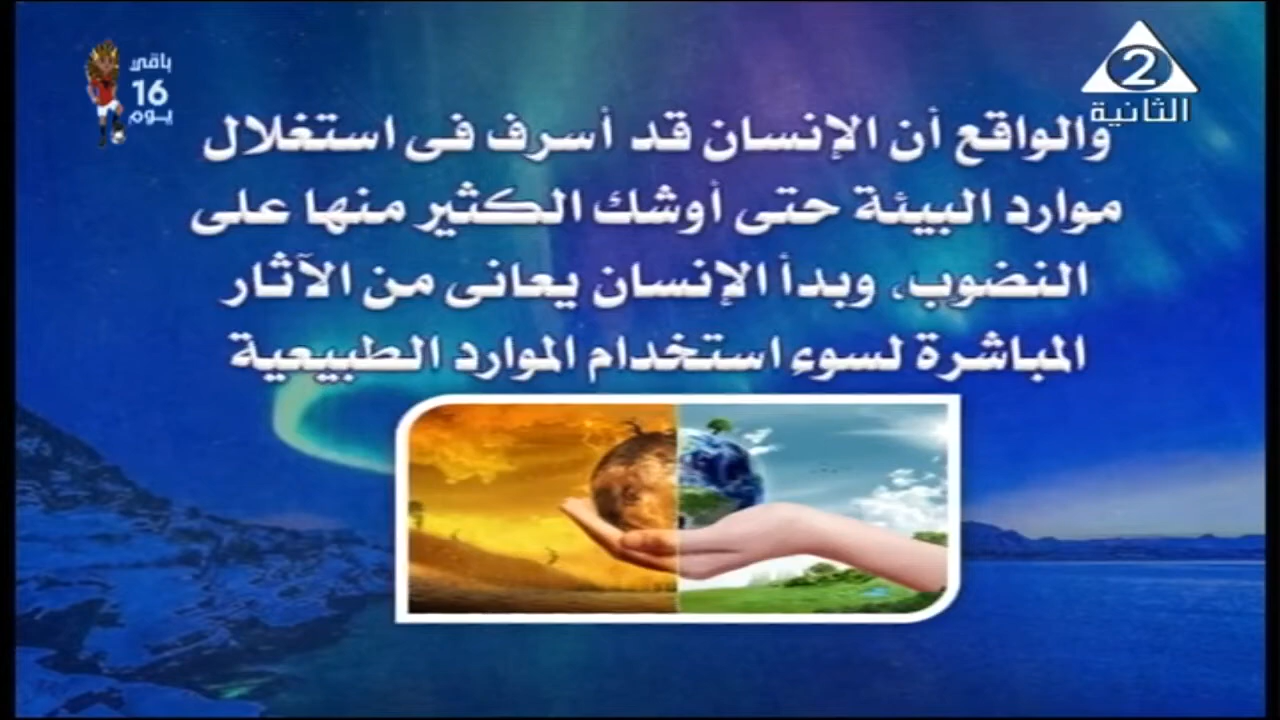 باقي
16
يوم
2
الثانية
والواقع أن الإنسان قد أسرف فى استغلال
موارد البيئة حتى أوشك الكثير منها على
النضوب، وبدأ الإنسان يعانى من الآثار
المباشرة لسوء استخدام الموارد الطبيعية